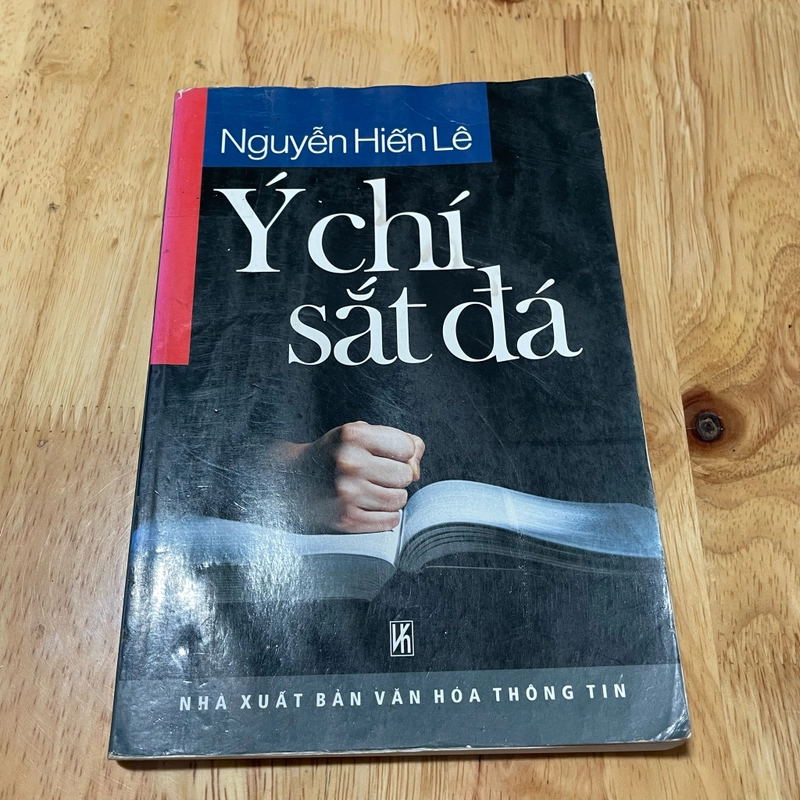 Nguyễn Hiến Lê
Ý chí
sắt đá
NHÀ XUẤT BẢN VĂN HÓA THÔNG TIN